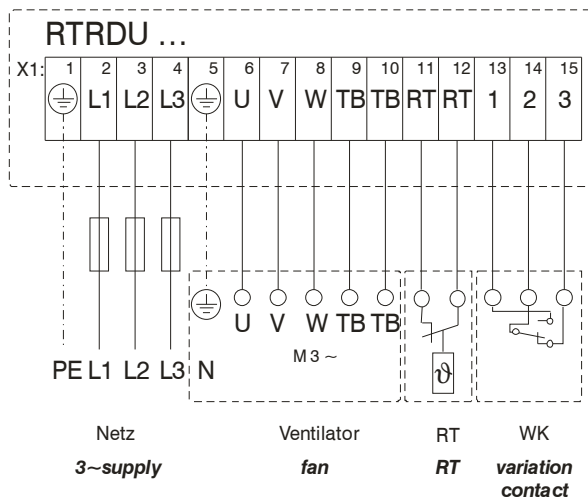 RTRDU ...
X1: 1 2 3 4 5 6 7 8 9 10 11 12 13 14 15
L1 L2 L3 U V W TB TB RT RT 1 2 3
U V W TB TB
M 3 ~
ϑ
PE L1 L2 L3 N
Netz Ventilator RT WK
3~supply fan RT variation
contact